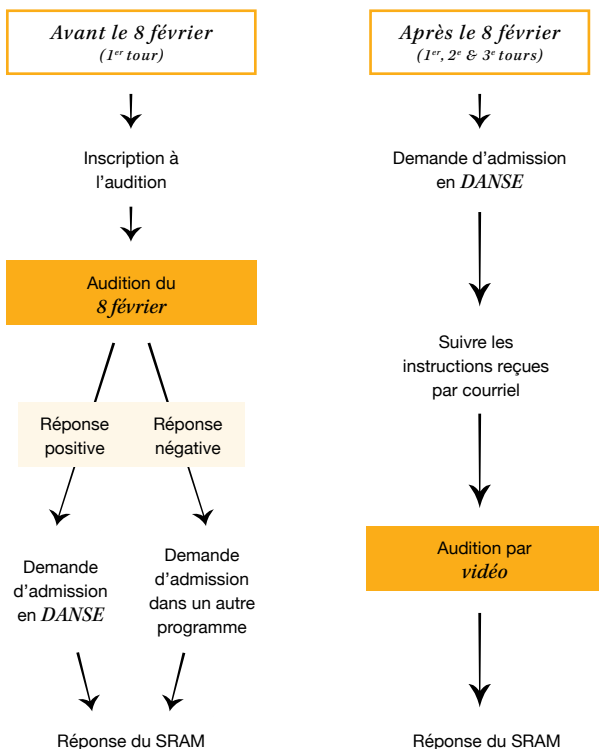 Avant le 8 février
(1er tour)
Inscription à
l'audition
Audition du
8 février
Réponse
positive
Réponse
négative
Demande
d'admission
en DANSE
Demande
d'admission
dans un autre
programme
Réponse du SRAM
Après le 8 février
(1er, 2e & 3e tours)
Demande d'admission
en DANSE
Suivre les
instructions reçues
par courriel
Audition par
vidéo
Réponse du SRAM